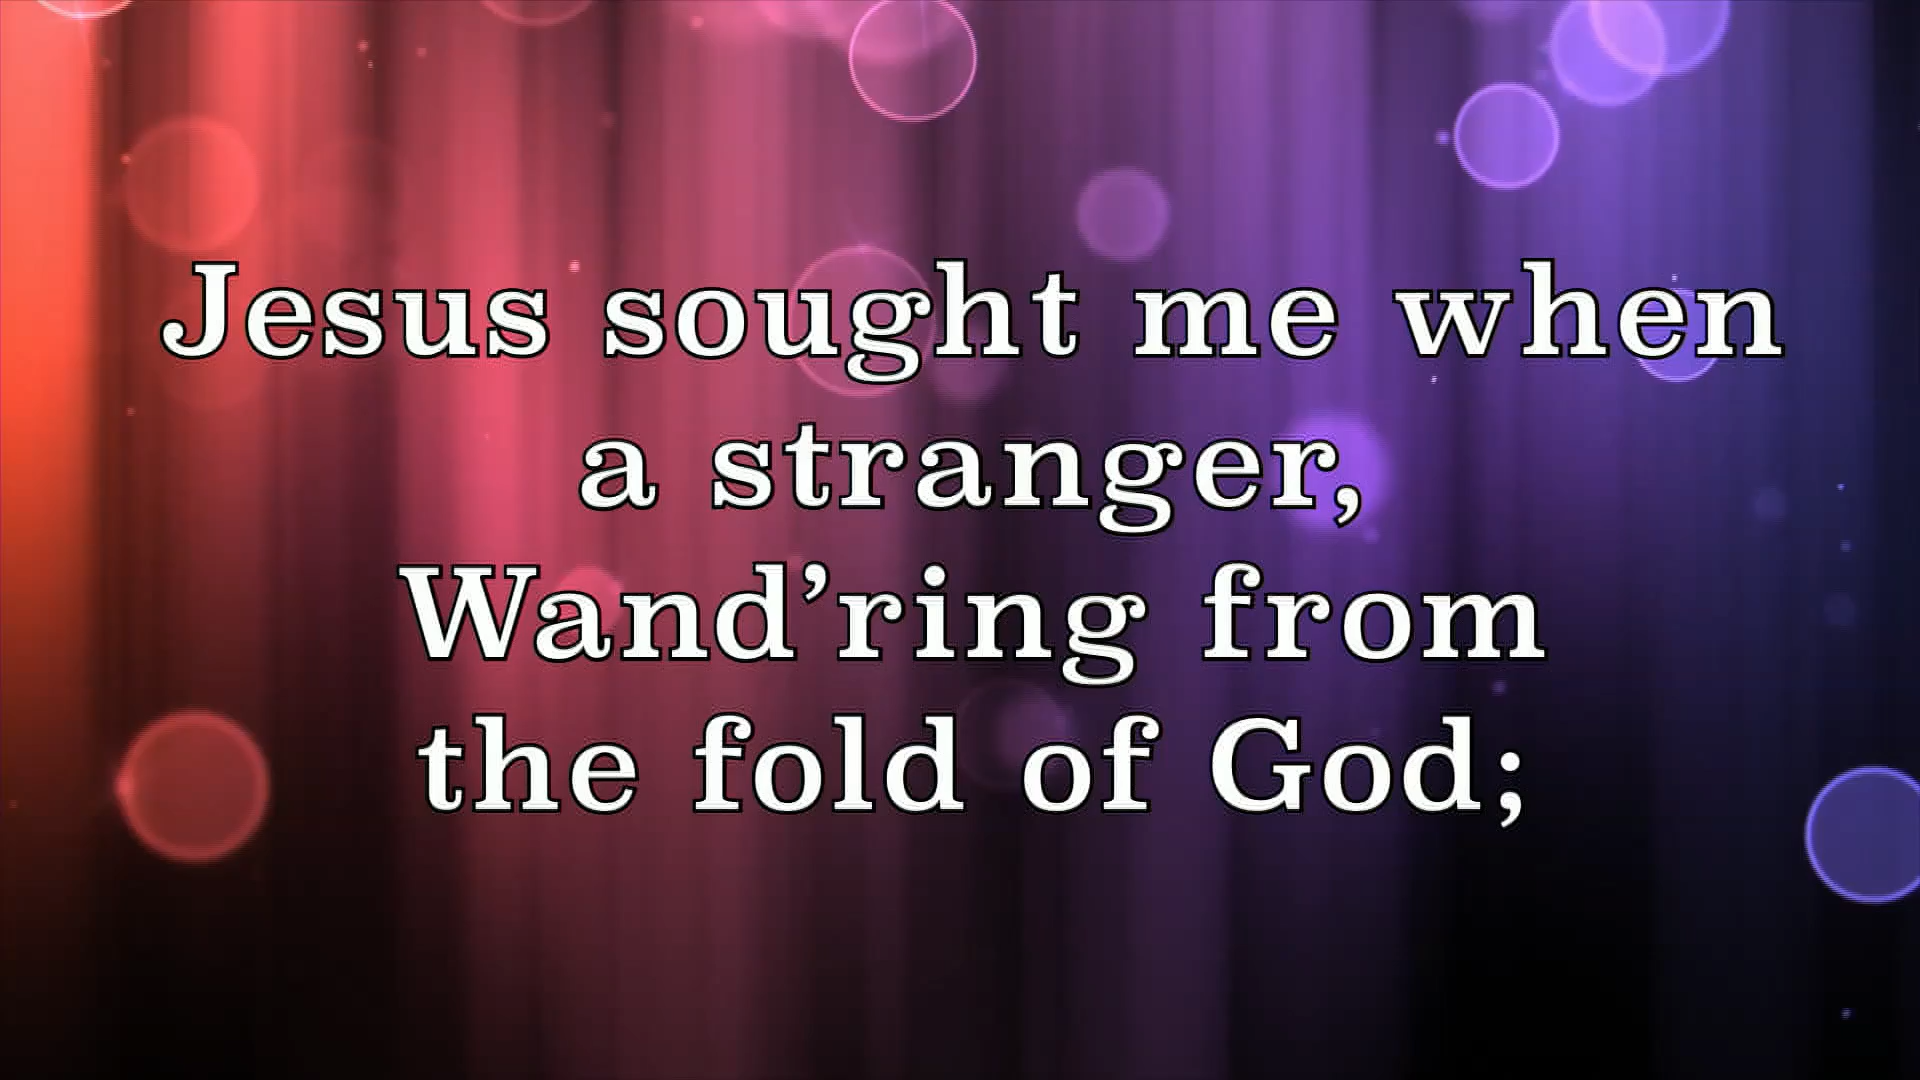 Jesus sought me when
a stranger,
Wand’ring from
the fold of God;